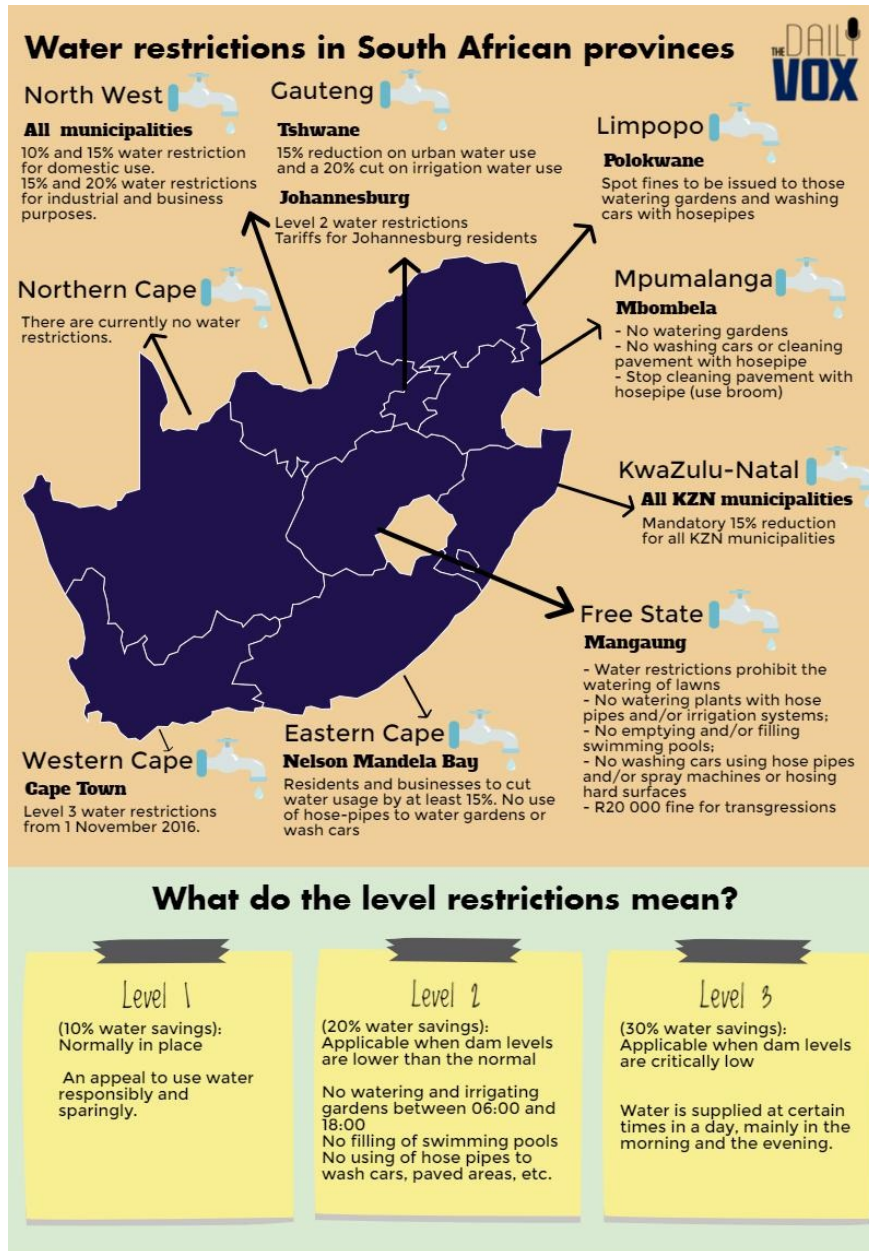 Water restrictions in South African provinces
THE DAILY
VOX
North West
All municipalities
10% and 15% water restriction
for domestic use.
15% and 20% water restrictions
for industrial and business
purposes.
Gauteng
Tshwane
15% reduction on urban water use
and a 20% cut on irrigation water use
Johannesburg
Level 2 water restrictions
Tariffs for Johannesburg residents
Limpopo
Polokwane
Spot fines to be issued to those
watering gardens and washing
cars with hosepipes
Northern Cape
There are currently no water
restrictions.
Mpumalanga
Mbombela
- No watering gardens
- No washing cars or cleaning
pavement with hosepipe
- Stop cleaning pavement with
hosepipe (use broom)
KwaZulu-Natal
All KZN municipalities
Mandatory 15% reduction
for all KZN municipalities
Free State
Mangaung
- Water restrictions prohibit the
watering of lawns
- No watering plants with hose
pipes and/or irrigation systems;
- No emptying and/or filling
swimming pools;
- No washing cars using hose pipes
and/or spray machines or hosing
hard surfaces
- R20 000 fine for transgressions
Western Cape
Cape Town
Level 3 water restrictions
from 1 November 2016.
Eastern Cape
Nelson Mandela Bay
Residents and businesses to cut
water usage by at least 15%. No use
of hose-pipes to water gardens or
wash cars
What do the level restrictions mean?
Level 1
(10% water savings):
Normally in place
An appeal to use water
responsibly and
sparingly.
Level 2
(20% water savings):
Applicable when dam levels
are lower than the normal
No watering and irrigating
gardens between 06:00 and
18:00
No filling of swimming pools
No using of hose pipes to
wash cars, paved areas, etc.
Level 3
(30% water savings):
Applicable when dam levels
are critically low
Water is supplied at certain
times in a day, mainly in the
morning and the evening.